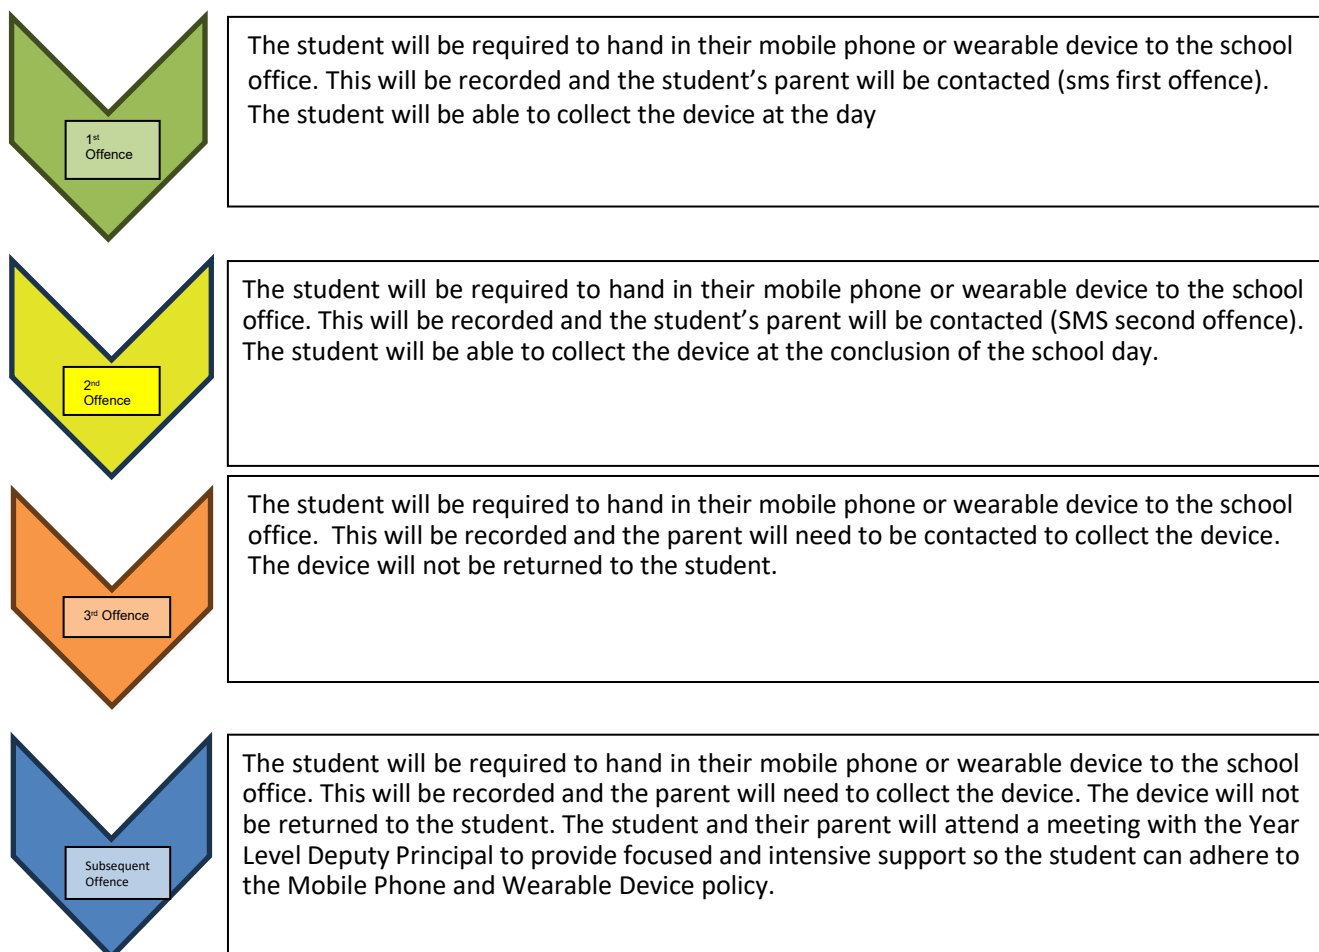 1st
Offence
The student will be required to hand in their mobile phone or wearable device to the school
office. This will be recorded and the student’s parent will be contacted (sms first offence).
The student will be able to collect the device at the day
2nd
Offence
The student will be required to hand in their mobile phone or wearable device to the school
office. This will be recorded and the student’s parent will be contacted (SMS second offence).
The student will be able to collect the device at the conclusion of the school day.
3rd Offence
The student will be required to hand in their mobile phone or wearable device to the school
office.  This will be recorded and the parent will need to be contacted to collect the device.
The device will not be returned to the student.
Subsequent
Offence
The student will be required to hand in their mobile phone or wearable device to the school
office. This will be recorded and the parent will need to collect the device. The device will not
be returned to the student. The student and their parent will attend a meeting with the Year
Level Deputy Principal to provide focused and intensive support so the student can adhere to
the Mobile Phone and Wearable Device policy.